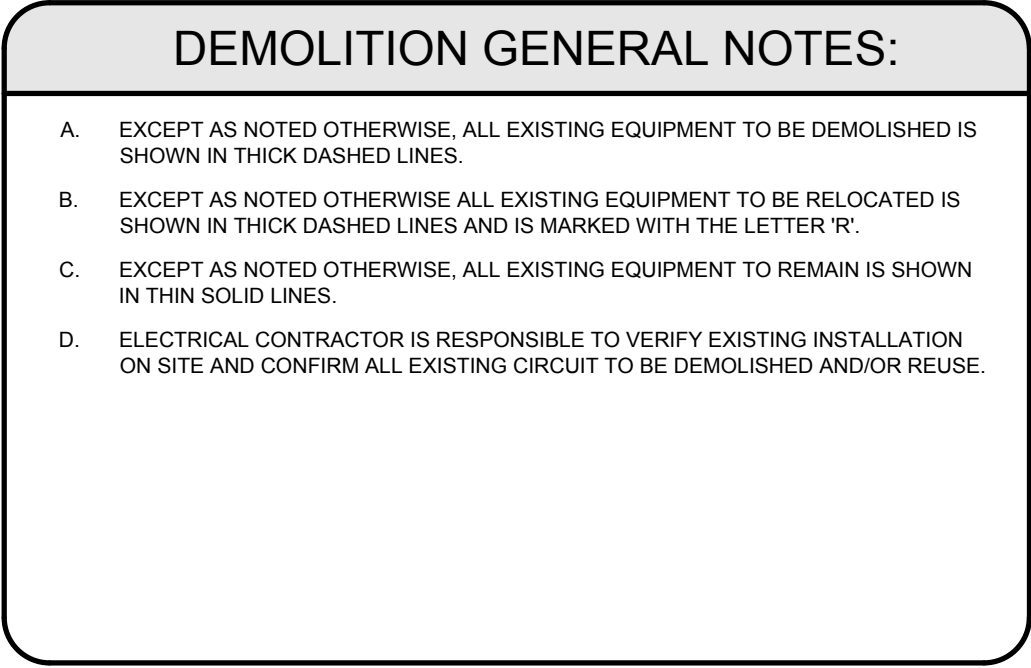 DEMOLITION GENERAL NOTES:
A. EXCEPT AS NOTED OTHERWISE, ALL EXISTING EQUIPMENT TO BE DEMOLISHED IS
SHOWN IN THICK DASHED LINES.
B. EXCEPT AS NOTED OTHERWISE ALL EXISTING EQUIPMENT TO BE RELOCATED IS
SHOWN IN THICK DASHED LINES AND IS MARKED WITH THE LETTER 'R'.
C. EXCEPT AS NOTED OTHERWISE, ALL EXISTING EQUIPMENT TO REMAIN IS SHOWN
IN THIN SOLID LINES.
D. ELECTRICAL CONTRACTOR IS RESPONSIBLE TO VERIFY EXISTING INSTALLATION
ON SITE AND CONFIRM ALL EXISTING CIRCUIT TO BE DEMOLISHED AND/OR REUSE.